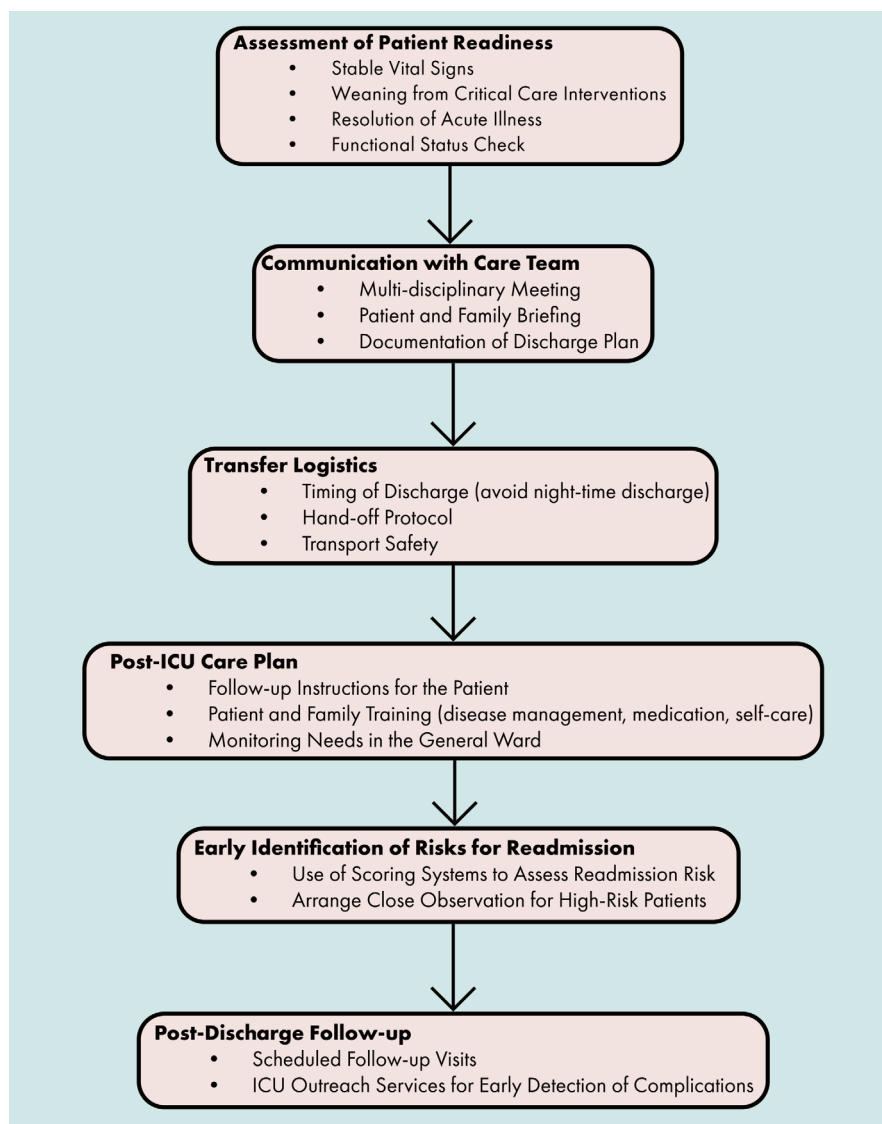 Assessment of Patient Readiness
• Stable Vital Signs
• Weaning from Critical Care Interventions
• Resolution of Acute Illness
• Functional Status Check
Communication with Care Team
• Multi-disciplinary Meeting
• Patient and Family Briefing
• Documentation of Discharge Plan
Transfer Logistics
• Timing of Discharge (avoid night-time discharge)
• Hand-off Protocol
• Transport Safety
Post-ICU Care Plan
• Follow-up Instructions for the Patient
• Patient and Family Training (disease management, medication, self-care)
• Monitoring Needs in the General Ward
Early Identification of Risks for Readmission
• Use of Scoring Systems to Assess Readmission Risk
• Arrange Close Observation for High-Risk Patients
Post-Discharge Follow-up
• Scheduled Follow-up Visits
• ICU Outreach Services for Early Detection of Complications